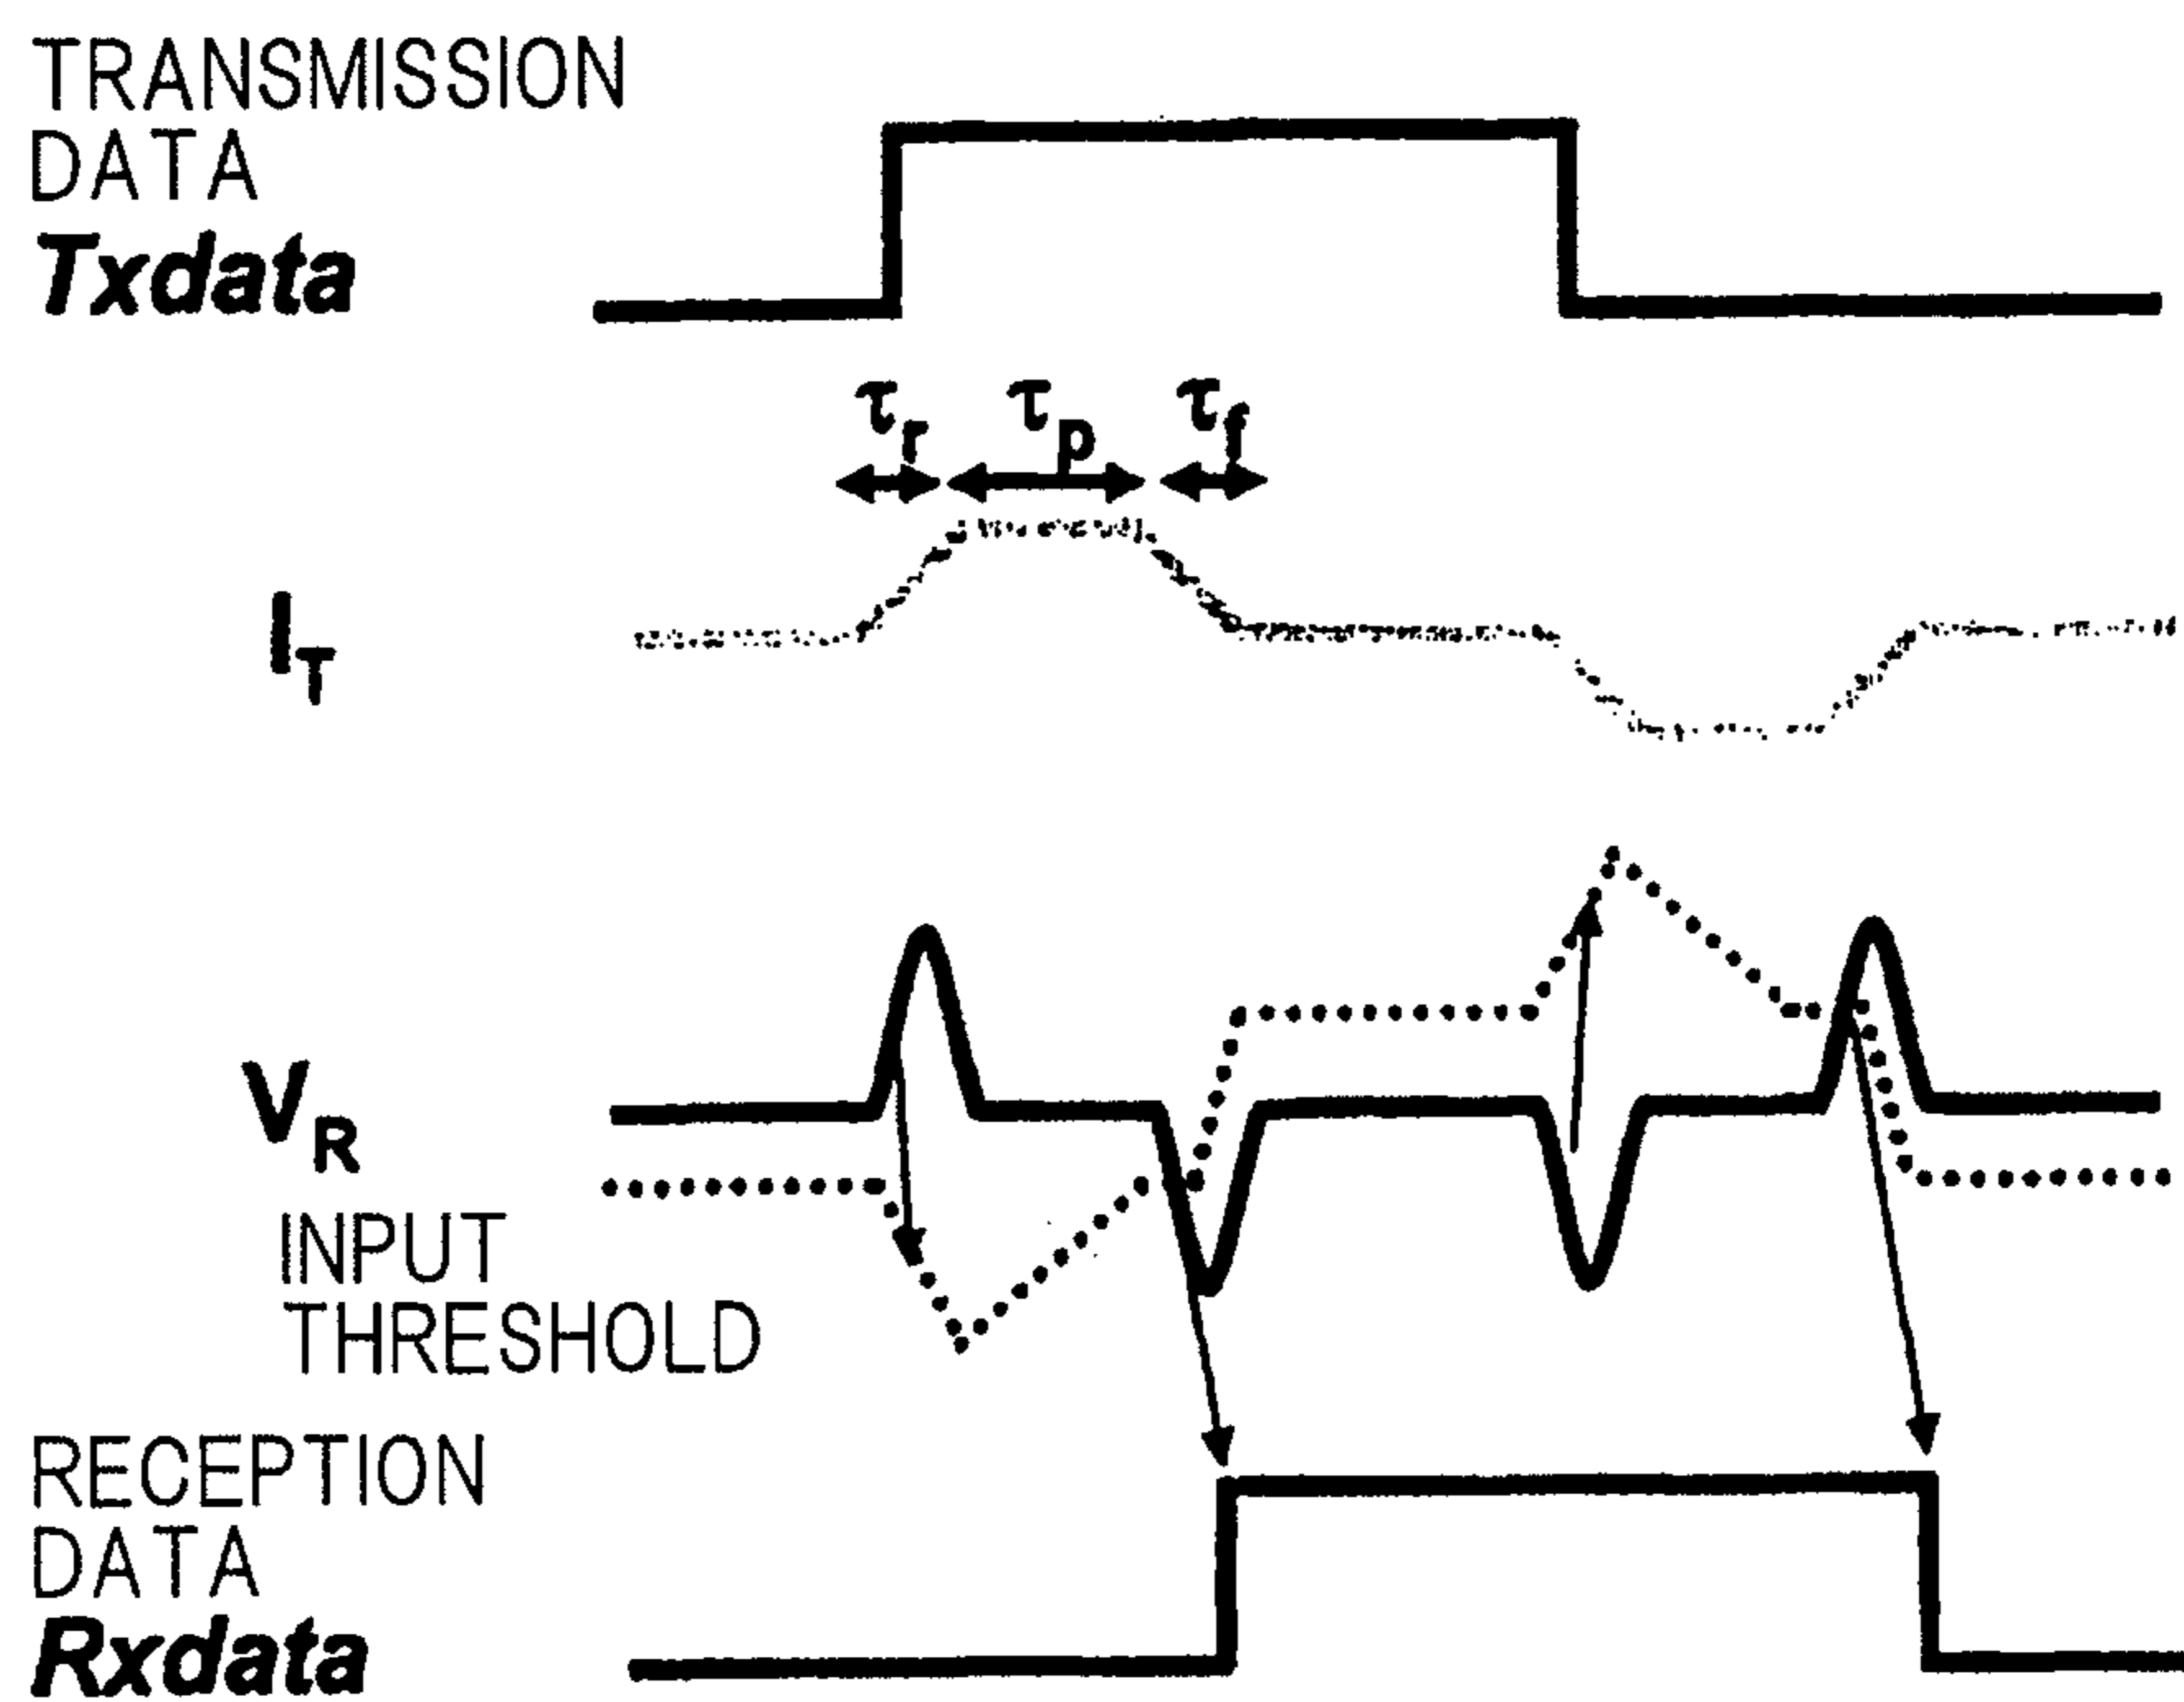 TRANSMISSION
DATA
Txdata
τr τp τf
IT
VR
INPUT
THRESHOLD
RECEPTION
DATA
Rxdata